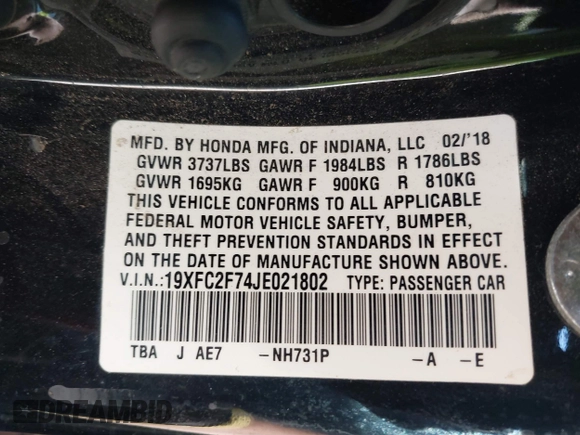 MFD. BY HONDA MFG. OF INDIANA, LLC 02/'18
GVWR 3737LBS GAWR F 1984LBS R 1786LBS
GVWR 1695KG GAWR F 900KG R 810KG
THIS VEHICLE CONFORMS TO ALL APPLICABLE
FEDERAL MOTOR VEHICLE SAFETY, BUMPER,
AND THEFT PREVENTION STANDARDS IN EFFECT
ON THE DATE OF MANUFACTURE SHOWN ABOVE.
V.I.N.:19XFC2F74JE021802 TYPE: PASSENGER CAR
TBA J AE7 -NH731P -A -E
DREAMBID